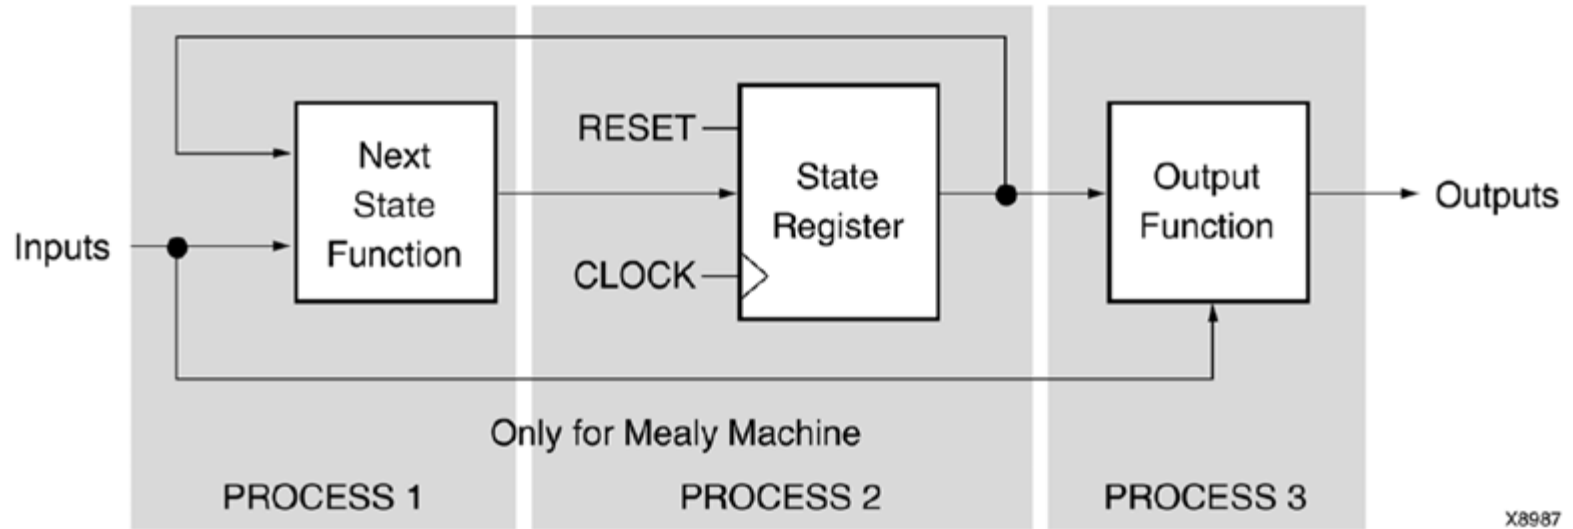 Inputs
Next
State
Function
RESET
CLOCK
State
Register
Output
Function
Outputs
Only for Mealy Machine
PROCESS 1
PROCESS 2
PROCESS 3
X8987